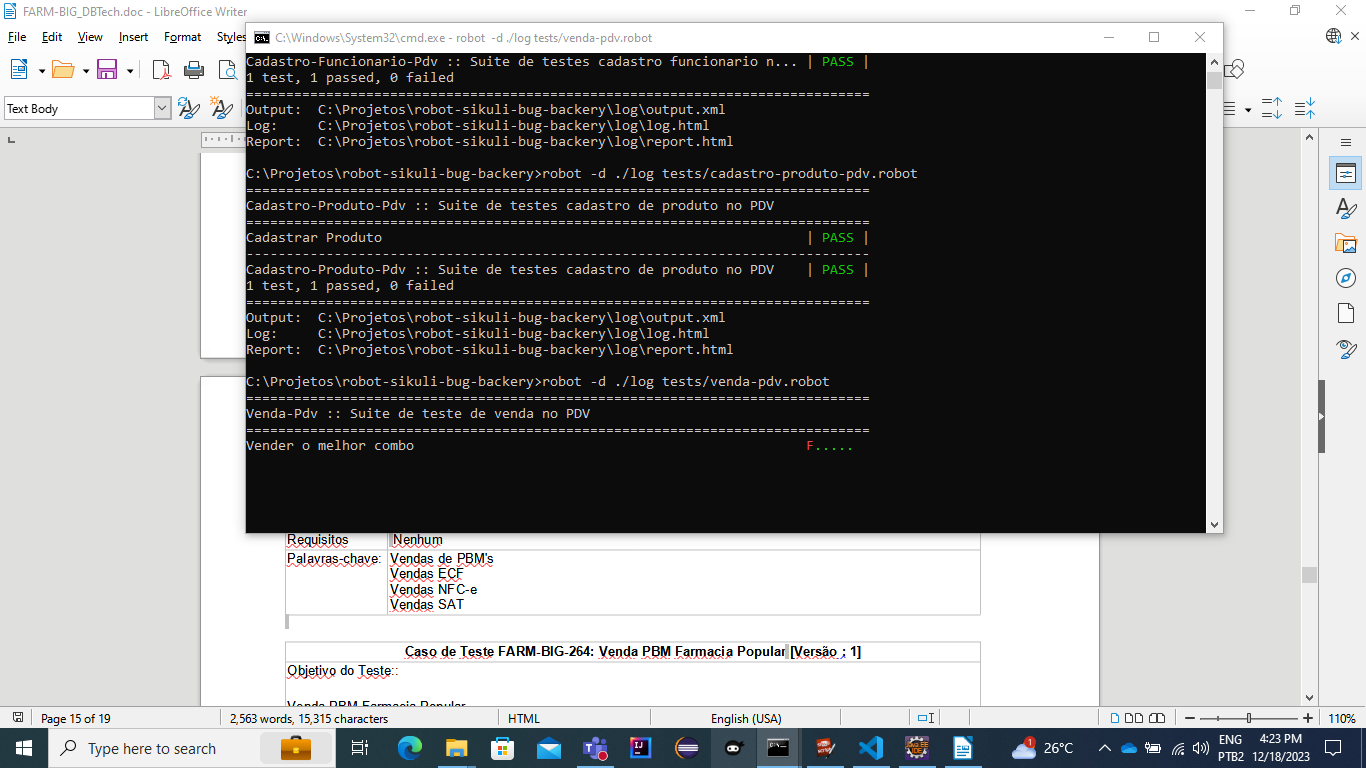 FARM-BIG_DBTech.doc - LibreOffice Writer
File Edit View Insert Format Styles
C:\Windows\System32\cmd.exe - robot -d ./log tests/venda-pdv.robot
Text Body
Cadastro-Funcionario-Pdv :: Suite de testes cadastro funcionario n... | PASS |
1 test, 1 passed, 0 failed
==============================================================================
Output:  C:\Projetos\robot-sikuli-bug-backery\log\output.xml
Log:     C:\Projetos\robot-sikuli-bug-backery\log\log.html
Report:  C:\Projetos\robot-sikuli-bug-backery\log\report.html
C:\Projetos\robot-sikuli-bug-backery>robot -d ./log tests/cadastro-produto-pdv.robot
==============================================================================
Cadastro-Produto-Pdv :: Suite de testes cadastro de produto no PDV
==============================================================================
Cadastrar Produto | PASS |
------------------------------------------------------------------------------
Cadastro-Produto-Pdv :: Suite de testes cadastro de produto no PDV | PASS |
1 test, 1 passed, 0 failed
==============================================================================
Output:  C:\Projetos\robot-sikuli-bug-backery\log\output.xml
Log:     C:\Projetos\robot-sikuli-bug-backery\log\log.html
Report:  C:\Projetos\robot-sikuli-bug-backery\log\report.html
C:\Projetos\robot-sikuli-bug-backery>robot -d ./log tests/venda-pdv.robot
==============================================================================
Venda-Pdv :: Suite de teste de venda no PDV
==============================================================================
Vender o melhor combo F.....
Requisitos Nenhum
Palavras-chave: Vendas de PBM's
Vendas ECF
Vendas NFC-e
Vendas SAT
Caso de Teste FARM-BIG-264: Venda PBM Farmacia Popular [Versão : 1]
Objetivo do Teste::
Venda PBM Farmacia Popular
Page 15 of 19 2,563 words, 15,315 characters HTML English (USA) 110%
Type here to search 26°C ENG PTB2 4:23 PM 12/18/2023